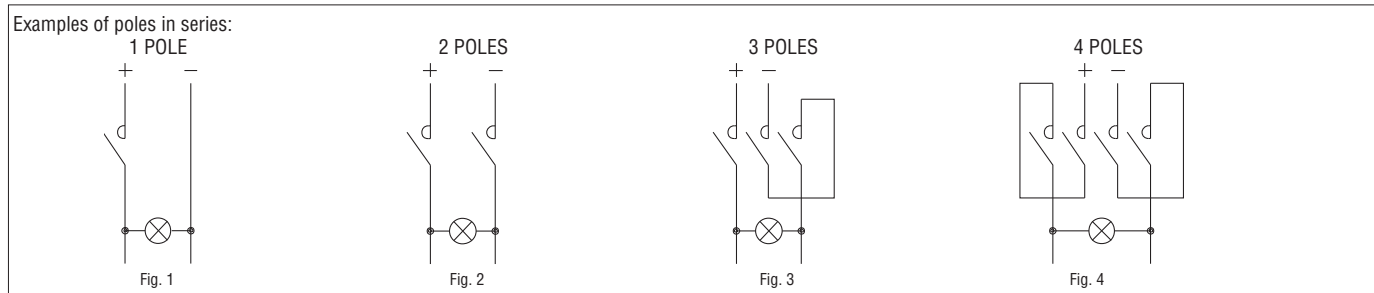 Examples of poles in series:
1 POLE
2 POLES
3 POLES
4 POLES
+ –
+ –
+ –
+ –
Fig. 1
Fig. 2
Fig. 3
Fig. 4